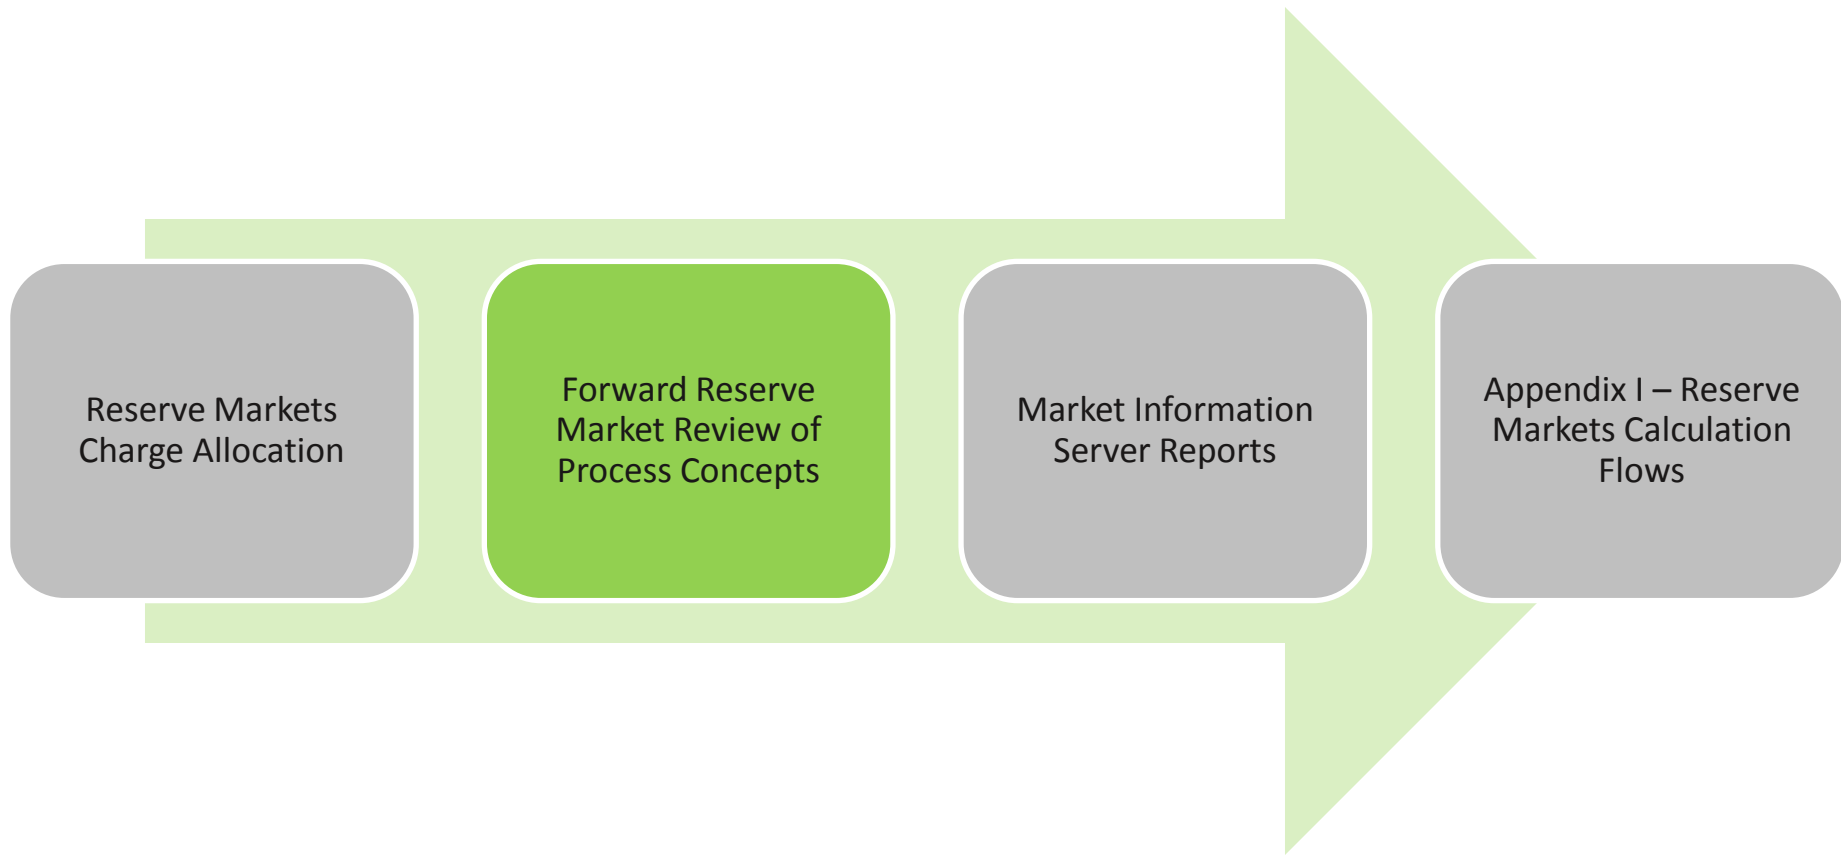 Reserve Markets
Charge Allocation
Forward Reserve
Market Review of
Process Concepts
Market Information
Server Reports
Appendix I – Reserve
Markets Calculation
Flows